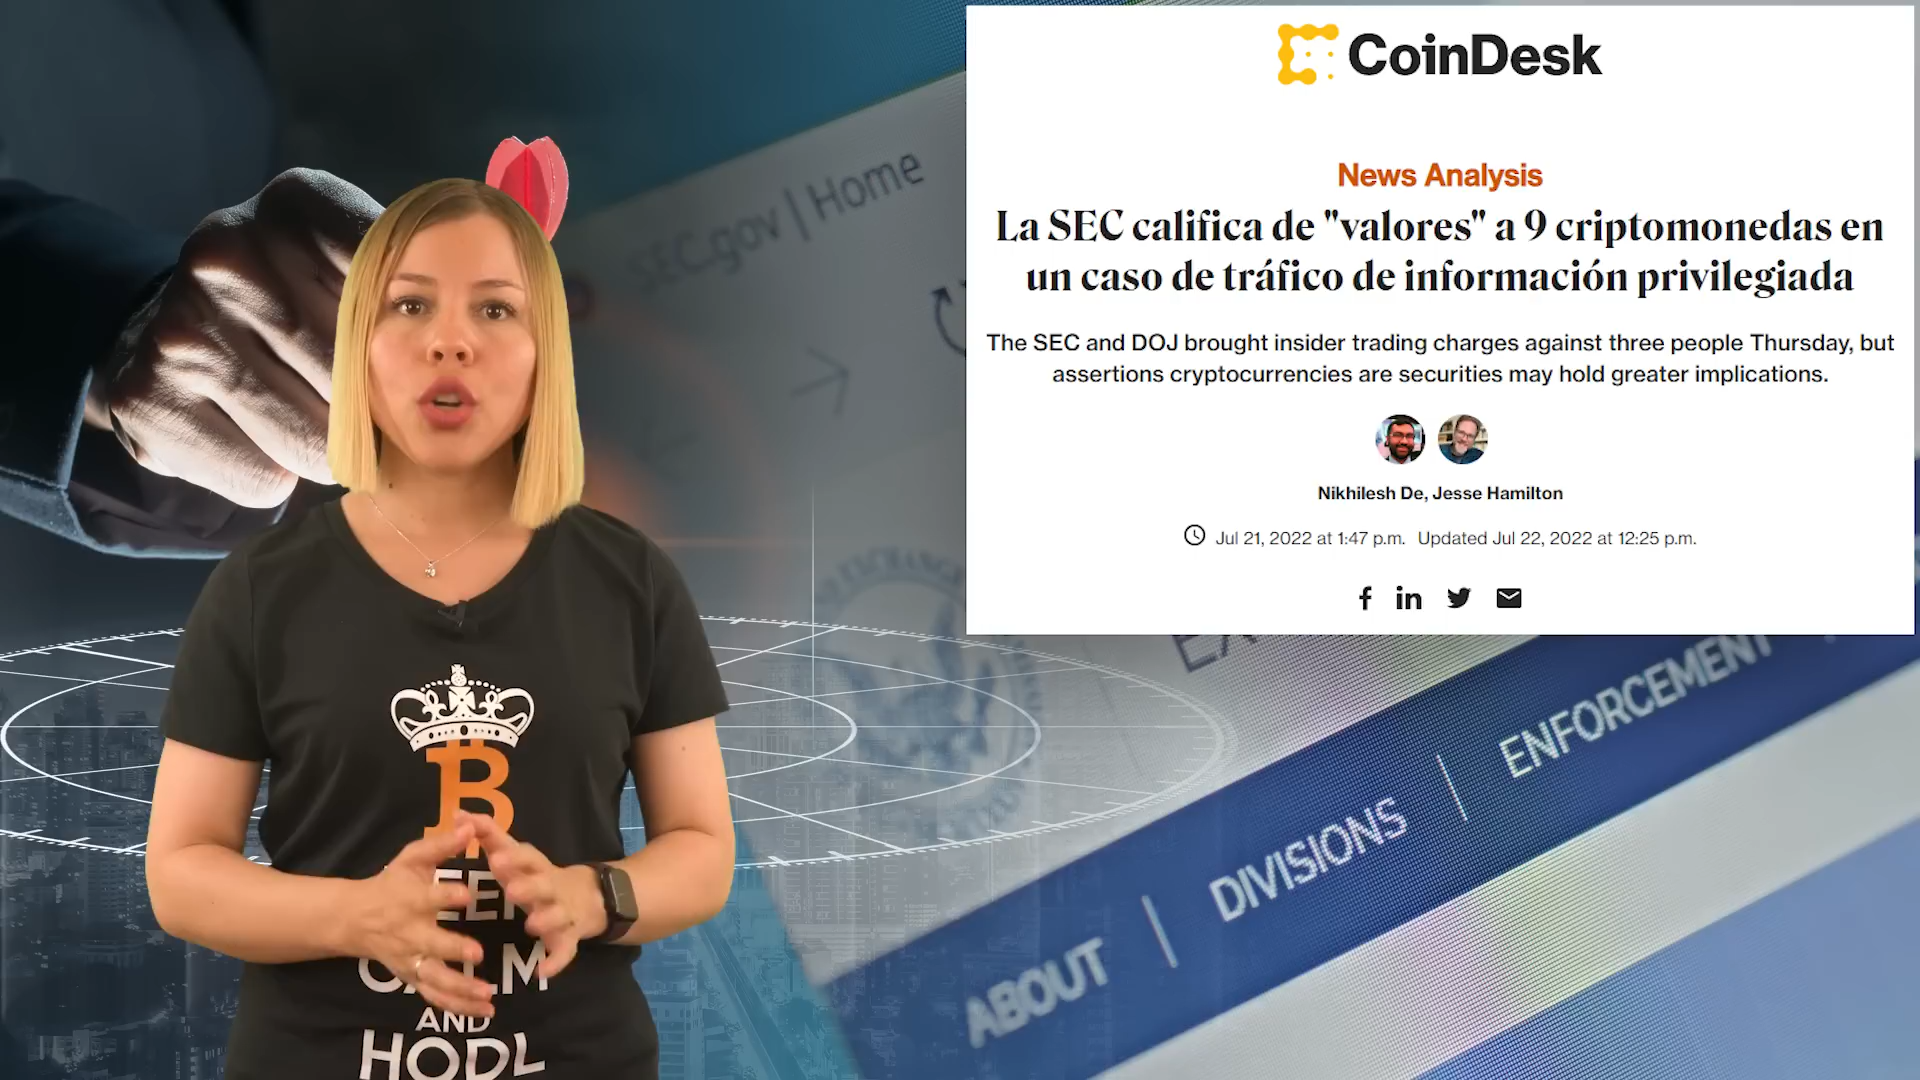 CoinDesk
News Analysis
La SEC califica de "valores" a 9 criptomonedas en
un caso de tráfico de información privilegiada
The SEC and DOJ brought insider trading charges against three people Thursday, but
assertions cryptocurrencies are securities may hold greater implications.
Nikhilesh De, Jesse Hamilton
Jul 21, 2022 at 1:47 p.m. Updated Jul 22, 2022 at 12:25 p.m.
f in
SEC.gov | Home
EXCHANGE
ENFORCEMENT
DIVISIONS
ABOUT
CALM
AND
HODL